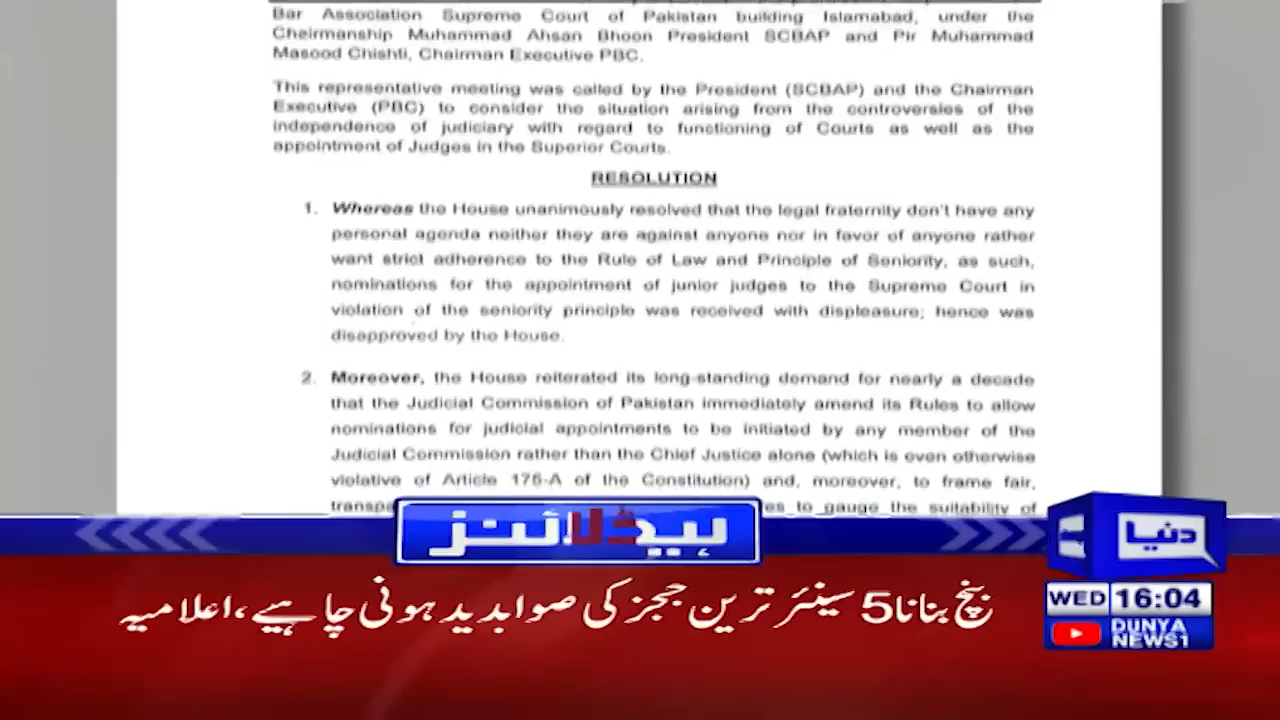 Bar Association Supreme Court of Pakistan building Islamabad, under the
Cheirmanship Muhammad Ahsan Bhoon President SCBAP and Pir Muhammad
Masood Chishti, Chairman Executive PBC.
This representative meeting was called by the President (SCBAP) and the Chairman
Executive (PBC) to consider the situation arising from the controversies of the
independence of judiciary with regard to functioning of Courts as well as the
appointment of Judges in the Superior Courts.
RESOLUTION
1. Whereas the House unanimously resolved that the legal fraternity don't have any
personal agenda neither they are against anyone nor in favor of anyone rather
want strict adherence to the Rule of Law and Principle of Seniority, as such,
nominations for the appointment of junior judges to the Supreme Court in
violation of the seniority principle was received with displeasure; hence was
disapproved by the House.
2. Moreover, the House reiterated its long-standing demand for nearly a decade
that the Judicial Commission of Pakistan immediately amend its Rules to allow
nominations for judicial appointments to be initiated by any member of the
Judicial Commission rather than the Chief Justice alone (which is even otherwise
violative of Article 175-A of the Constitution) and, moreover, to frame fair,
to gauge the suitability of
ہیڈلائنز
دنیا
بنچ بنانا 5 سینئر ترین ججز کی صوابدید ہونی چاہیے، اعلامیہ
WED 16:04
DUNYA
NEWS1